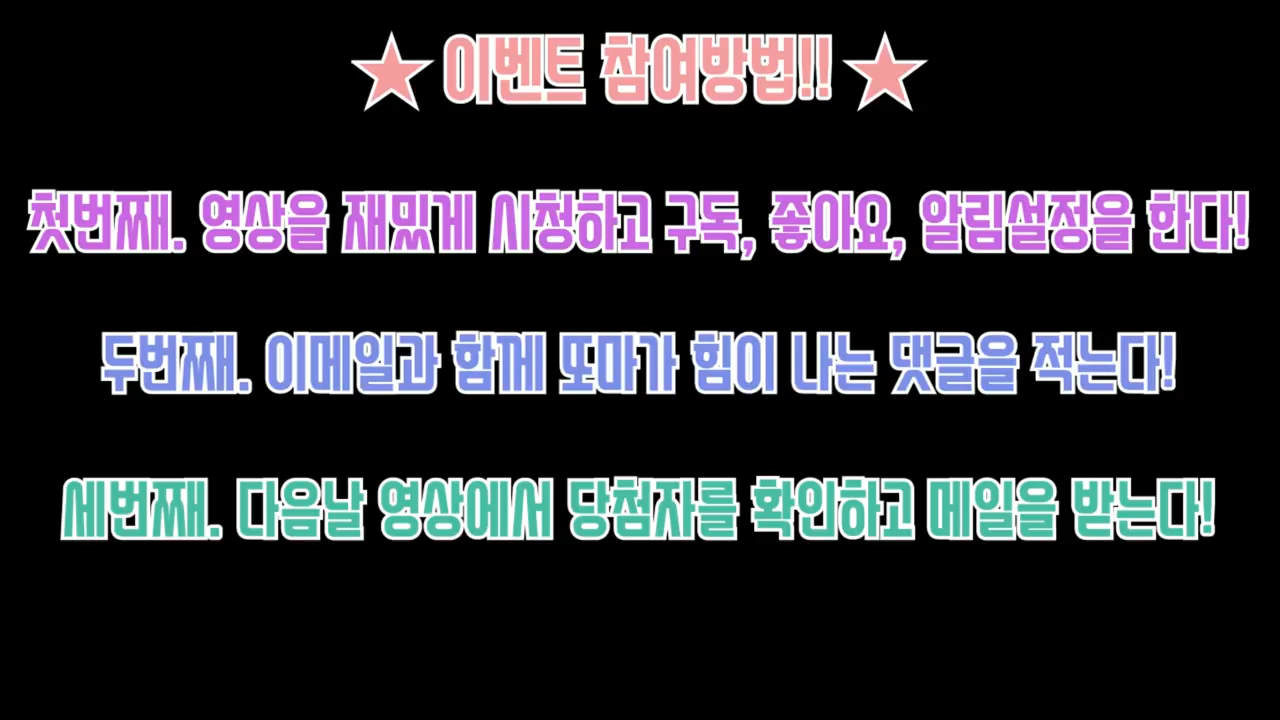 ★ 이벤트 참여방법!! ★
첫번째. 영상을 재밌게 시청하고 구독, 좋아요, 알림설정을 한다!
두번째. 이메일과 함께 또마가 힘이 나는 댓글을 적는다!
세번째. 다음날 영상에서 당첨자를 확인하고 메일을 받는다!